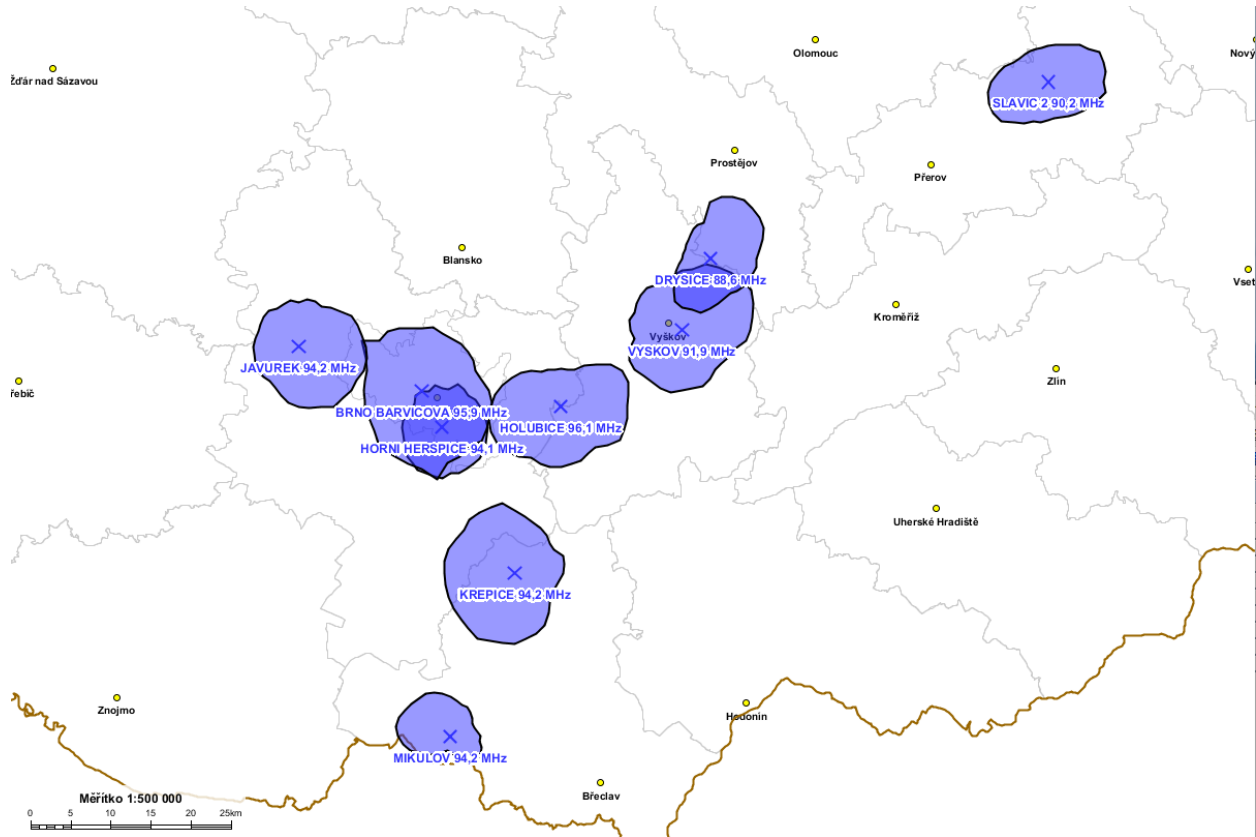 Olomouc
Nový
Žďár nad Sázavou
SLAVIC 2 90,2 MHz
Prostějov
Přerov
Blansko
DRYSICE 88,6 MHz
Vset
Kroměříž
Vyškov
VYSKOV 91,9 MHz
JAVUREK 94,2 MHz
Zlín
řebíč
BRNO BARVICOVA 95,9 MHz
HOLUBICE 96,1 MHz
HORNI HERSPICE 94,1 MHz
Uherské Hradiště
KREPICE 94,2 MHz
Znojmo
Hodonín
MIKULOV 94,2 MHz
Břeclav
Měřítko 1:500 000
0 5 10 15 20 25km